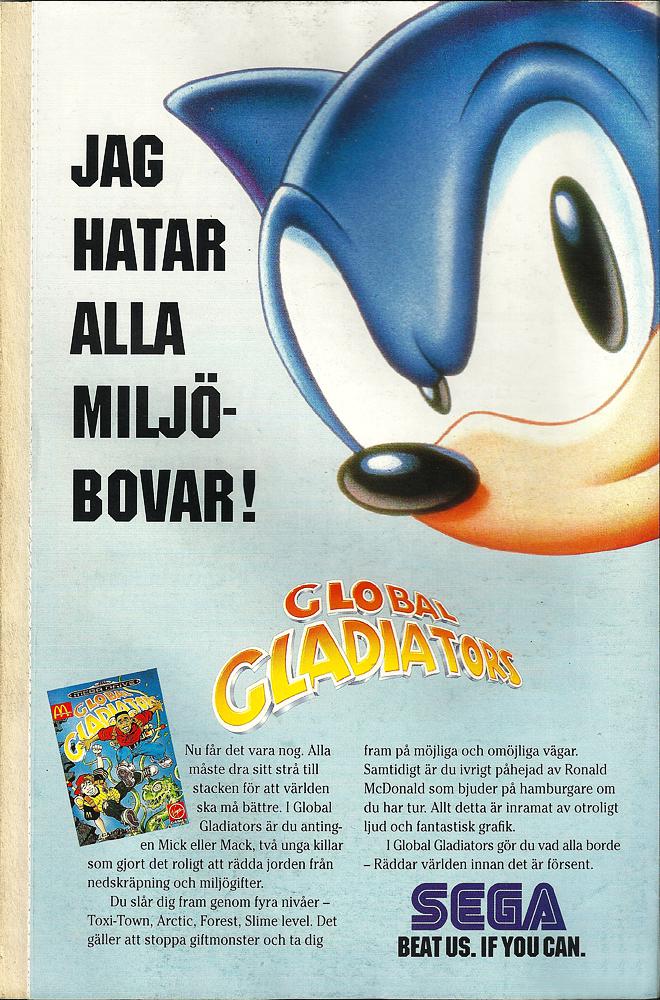 JAG
HATAR
ALLA
MILJÖ-
BOVAR!
GLOBAL
GLADIATORS
MEGA DRIVE
GLOBAL
GLADIATORS
Virgin
Nu får det vara nog. Alla
måste dra sitt strå till
stacken för att världen
ska må bättre. I Global
Gladiators är du anting-
en Mick eller Mack, två unga killar
som gjort det roligt att rädda jorden från
nedskräpning och miljögifter.
Du slår dig fram genom fyra nivåer –
Toxi-Town, Arctic, Forest, Slime level. Det
gäller att stoppa giftmonster och ta dig
fram på möjliga och omöjliga vägar.
Samtidigt är du ivrigt påhejad av Ronald
McDonald som bjuder på hamburgare om
du har tur. Allt detta är inramat av otroligt
ljud och fantastisk grafik.
I Global Gladiators gör du vad alla borde
– Räddar världen innan det är försent.
SEGA
BEAT US. IF YOU CAN.